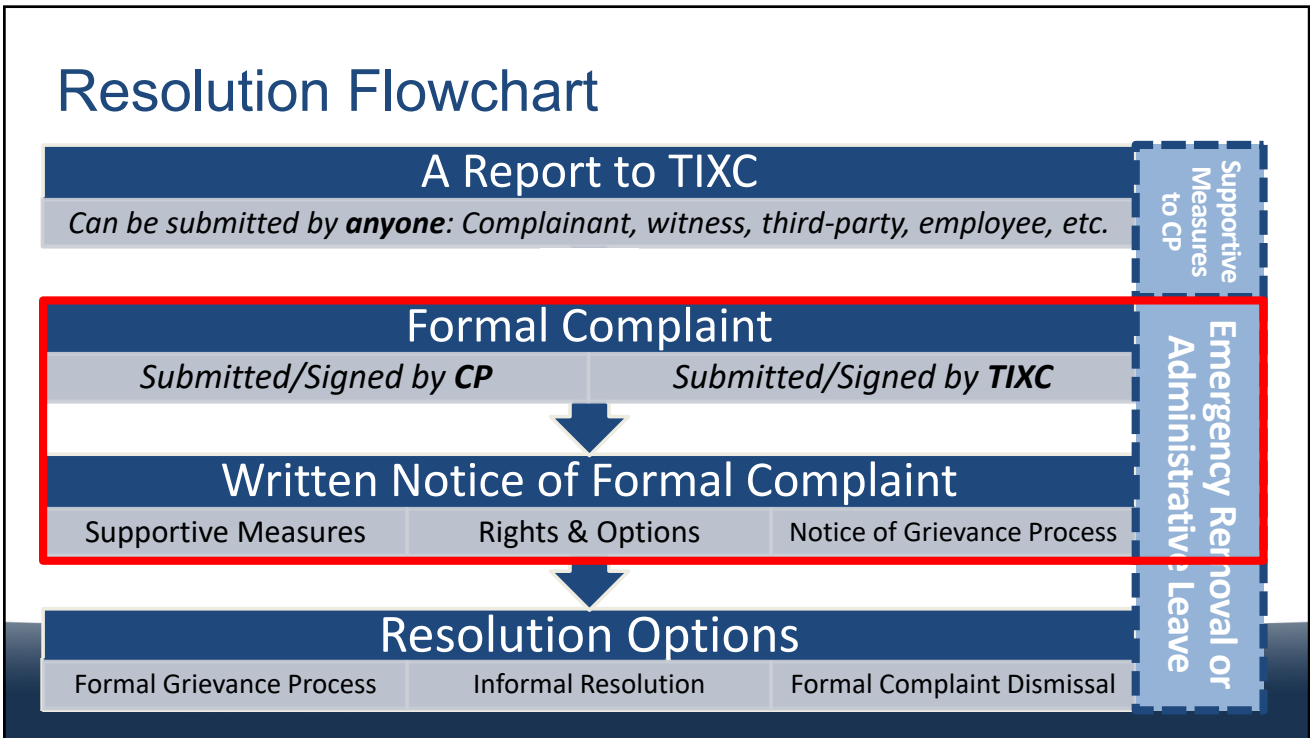 Resolution Flowchart
A Report to TIXC
Can be submitted by anyone: Complainant, witness, third-party, employee, etc.
Supportive
Measures
to CP
Formal Complaint
Submitted/Signed by CP
Submitted/Signed by TIXC
Written Notice of Formal Complaint
Supportive Measures
Rights & Options
Notice of Grievance Process
Emergency Removal or
Administrative Leave
Resolution Options
Formal Grievance Process
Informal Resolution
Formal Complaint Dismissal